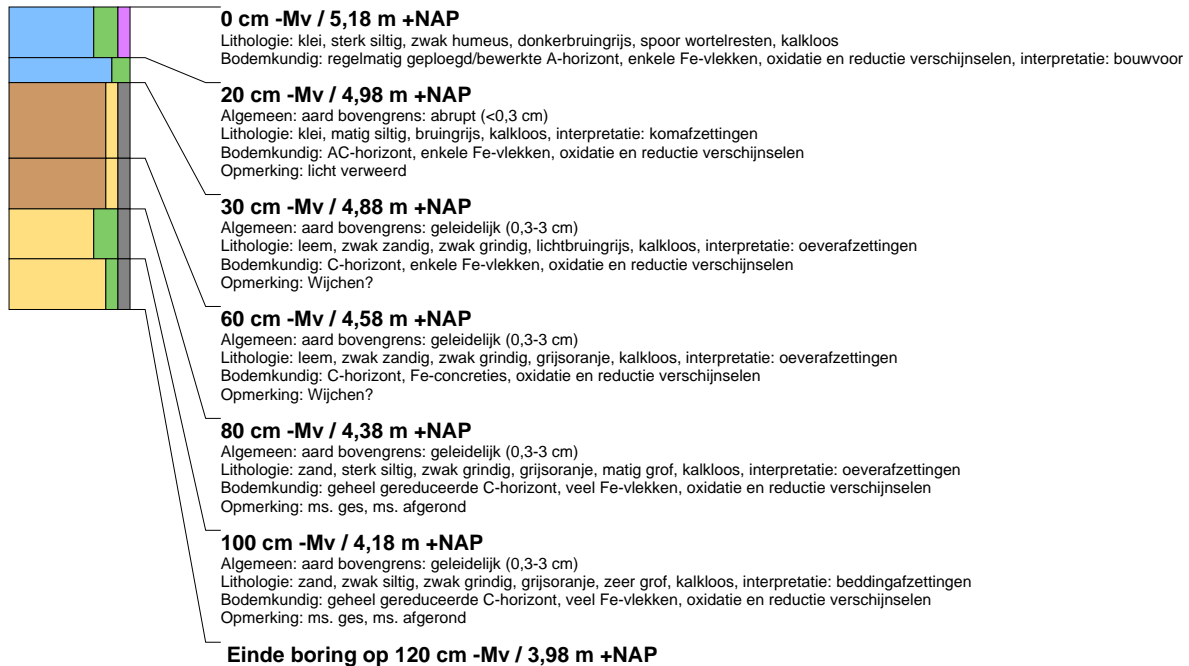 0 cm -Mv / 5,18 m +NAP
Lithologie: klei, sterk siltig, zwak humeus, donkerbruingrijs, spoor wortelresten, kalkloos
Bodemkundig: regelmatig geploegd/bewerkte A-horizont, enkele Fe-vlekken, oxidatie en reductie verschijnselen, interpretatie: bouwvoor
20 cm -Mv / 4,98 m +NAP
Algemeen: aard bovengrens: abrupt (<0,3 cm)
Lithologie: klei, matig siltig, bruingrijs, kalkloos, interpretatie: komafzettingen
Bodemkundig: AC-horizont, enkele Fe-vlekken, oxidatie en reductie verschijnselen
Opmerking: licht verweerd
30 cm -Mv / 4,88 m +NAP
Algemeen: aard bovengrens: geleidelijk (0,3-3 cm)
Lithologie: leem, zwak zandig, zwak grindig, lichtbruingrijs, kalkloos, interpretatie: oeverafzettingen
Bodemkundig: C-horizont, enkele Fe-vlekken, oxidatie en reductie verschijnselen
Opmerking: Wijchen?
60 cm -Mv / 4,58 m +NAP
Algemeen: aard bovengrens: geleidelijk (0,3-3 cm)
Lithologie: leem, zwak zandig, zwak grindig, grijsoranje, kalkloos, interpretatie: oeverafzettingen
Bodemkundig: C-horizont, Fe-concreties, oxidatie en reductie verschijnselen
Opmerking: Wijchen?
80 cm -Mv / 4,38 m +NAP
Algemeen: aard bovengrens: geleidelijk (0,3-3 cm)
Lithologie: zand, sterk siltig, zwak grindig, grijsoranje, matig grof, kalkloos, interpretatie: oeverafzettingen
Bodemkundig: geheel gereduceerde C-horizont, veel Fe-vlekken, oxidatie en reductie verschijnselen
Opmerking: ms. ges, ms. afgerond
100 cm -Mv / 4,18 m +NAP
Algemeen: aard bovengrens: geleidelijk (0,3-3 cm)
Lithologie: zand, zwak siltig, zwak grindig, grijsoranje, zeer grof, kalkloos, interpretatie: beddingafzettingen
Bodemkundig: geheel gereduceerde C-horizont, veel Fe-vlekken, oxidatie en reductie verschijnselen
Opmerking: ms. ges, ms. afgerond
Einde boring op 120 cm -Mv / 3,98 m +NAP